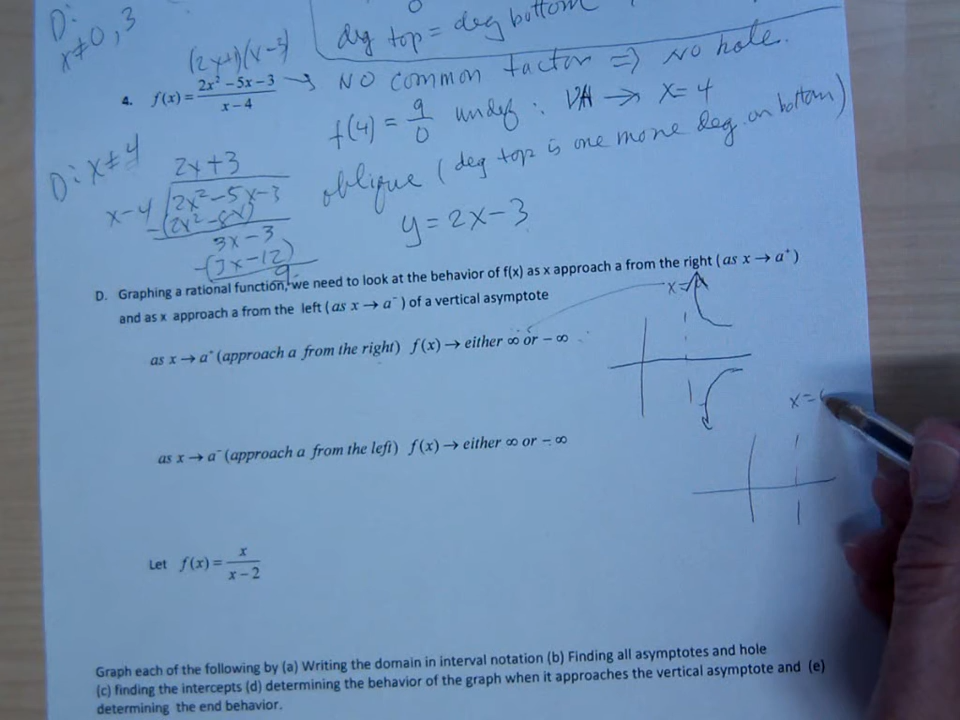 D:
x≠0,3
deg top = deg bottom
(2x+1)(x-3)
4. f(x) = (2x² - 5x - 3)/(x - 4) → NO common factor ⇒ No hole.
f(4) = 9/0 undef : VA → x = 4
D: x≠4
oblique (deg top is one more deg. on bottom)
2x + 3
x-4 2x² - 5x - 3
-(2x² - 8x)
3x - 3
-(3x - 12)
9
y = 2x - 3
D. Graphing a rational function, we need to look at the behavior of f(x) as x approach a from the right (as x → a⁺)
and as x approach a from the left (as x → a⁻) of a vertical asymptote
x=
as x → a⁺ (approach a from the right) f(x) → either ∞ or - ∞
x=
as x → a⁻ (approach a from the left) f(x) → either ∞ or - ∞
Let f(x) = x/(x - 2)
Graph each of the following by (a) Writing the domain in interval notation (b) Finding all asymptotes and hole
(c) finding the intercepts (d) determining the behavior of the graph when it approaches the vertical asymptote and (e)
determining the end behavior.